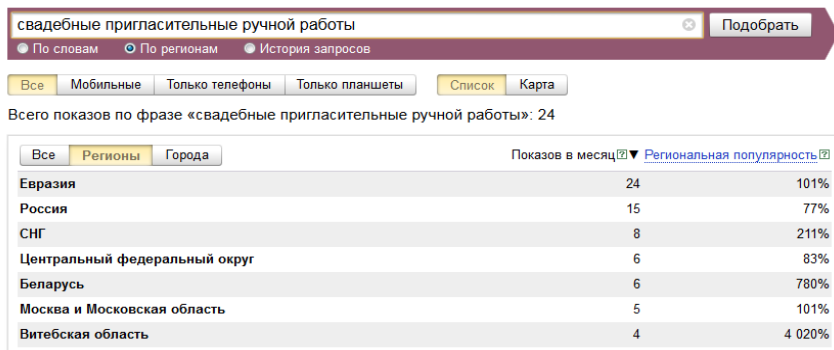 свадебные пригласительные ручной работы Подобрать
По словам По регионам История запросов
Все Мобильные Только телефоны Только планшеты Список Карта
Всего показов по фразе «свадебные пригласительные ручной работы»: 24
Все Регионы Города Показов в месяц ? ▼ Региональная популярность ?
Евразия 24 101%
Россия 15 77%
СНГ 8 211%
Центральный федеральный округ 6 83%
Беларусь 6 780%
Москва и Московская область 5 101%
Витебская область 4 4 020%